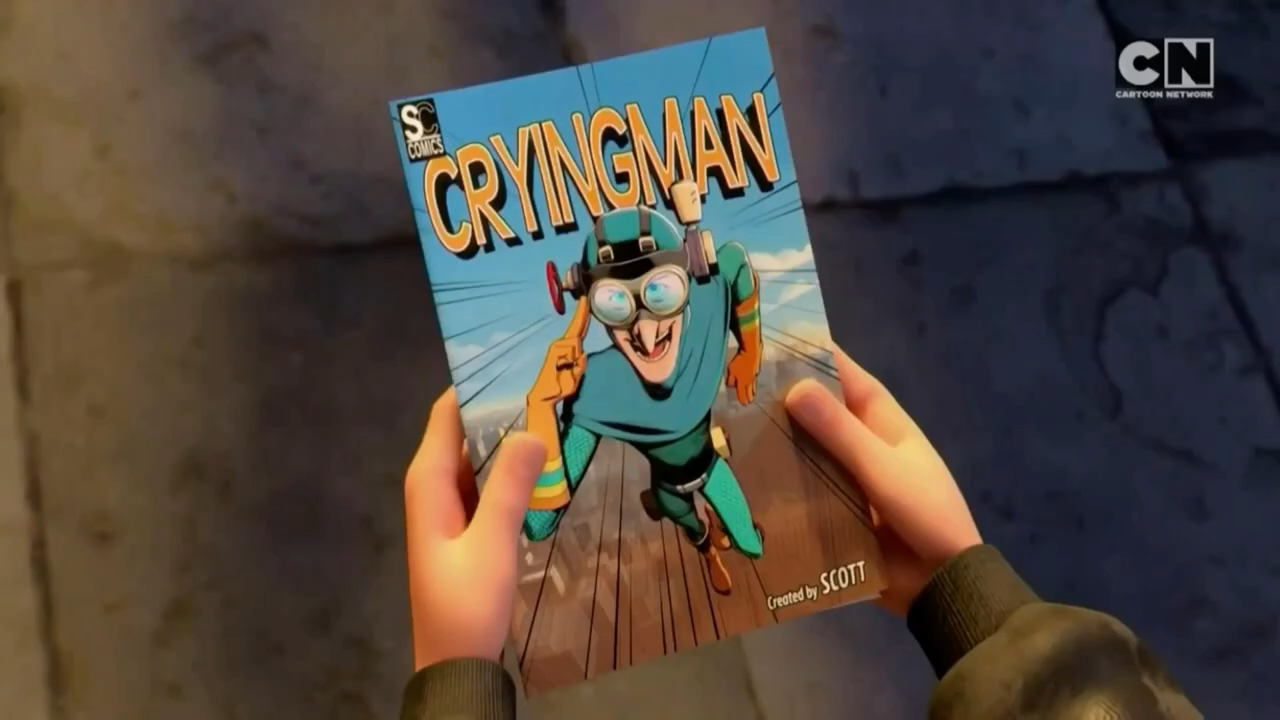 SC
COMICS
CRYINGMAN
Created by SCOTT
CN
CARTOON NETWORK